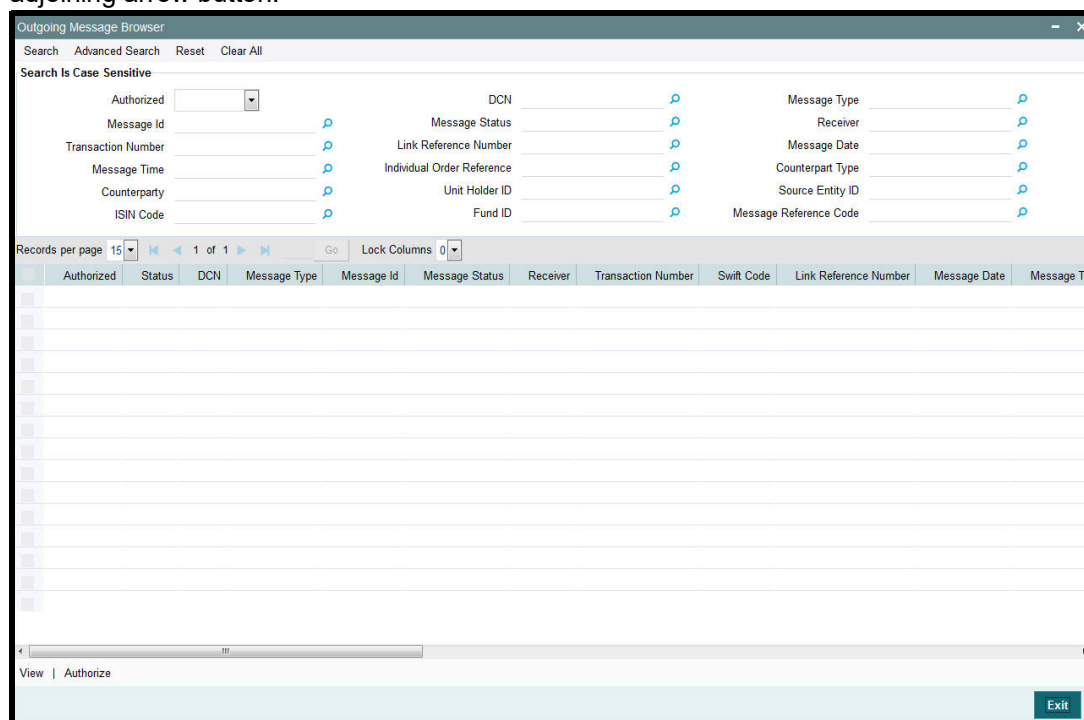 adjoining arrow button.
Outgoing Message Browser
Search Advanced Search Reset Clear All
Search Is Case Sensitive
Authorized DCN Message Type
Message Id Message Status Receiver
Transaction Number Link Reference Number Message Date
Message Time Individual Order Reference Counterpart Type
Counterparty Unit Holder ID Source Entity ID
ISIN Code Fund ID Message Reference Code
Records per page 15 1 of 1 Go Lock Columns 0
Authorized Status DCN Message Type Message Id Message Status Receiver Transaction Number Swift Code Link Reference Number Message Date Message T
View | Authorize
Exit